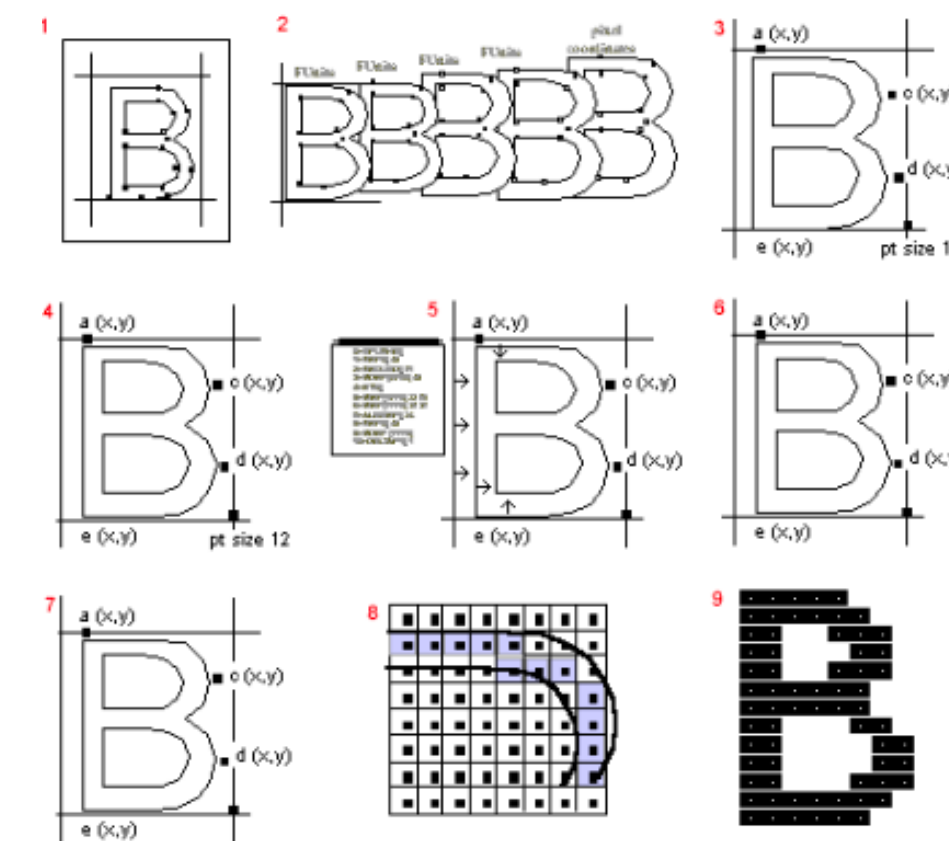 1
2
FUnits
FUnits
FUnits
FUnits
pixel
coordinates
3
a (x,y)
c (x,y
d (x,y
e (x,y)
pt size 1
4
a (x,y)
c (x,y)
d (x,y)
e (x,y)
pt size 12
5
a (x,y)
c (x,y)
d (x,y)
e (x,y)
6
a (x,y)
c (x,y
d (x,y
e (x,y)
7
a (x,y)
c (x,y)
d (x,y)
e (x,y)
8
9